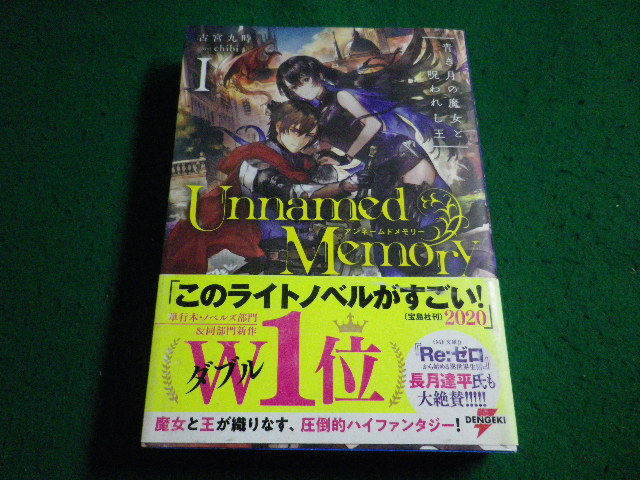 古宮九時
chibi
I
青き月の魔女と
呪われし王
Unnamed
Memory
アンネームドメモリー
「このライトノベルがすごい!
(宝島社刊)2020」
単行本・ノベルズ部門
&同部門新作
W1位
ダブル
『Re:ゼロ
から始める異世界生活』
長月達平氏も
大絶賛!!!!!
魔女と王が織りなす、圧倒的ハイファンタジー!
DENGEKI